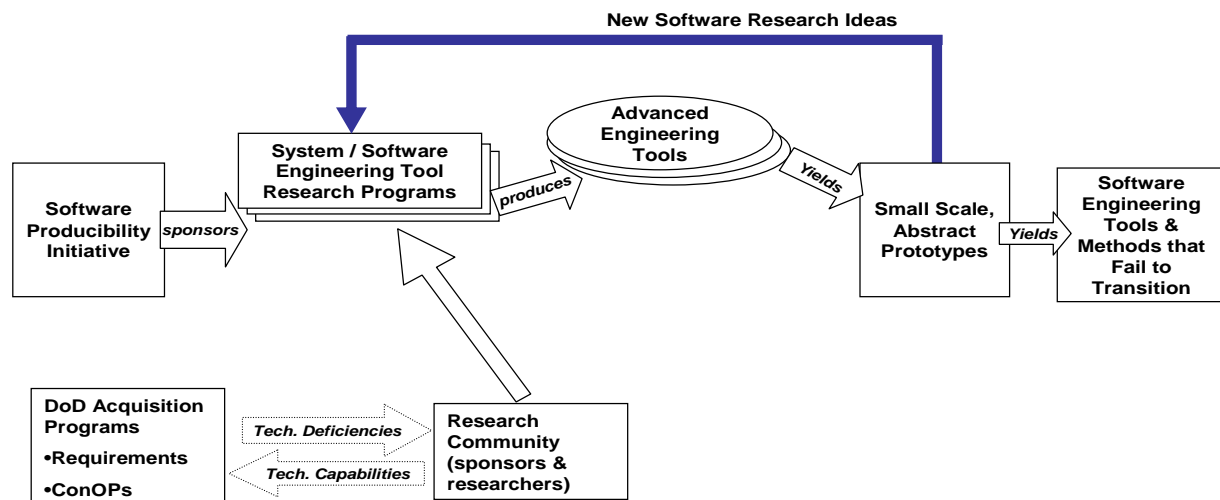 New Software Research Ideas
Software
Producibility
Initiative
sponsors
System / Software
Engineering Tool
Research Programs
produces
Advanced
Engineering
Tools
Yields
Small Scale,
Abstract
Prototypes
Yields
Software
Engineering
Tools &
Methods that
Fail to
Transition
DoD Acquisition
Programs
•Requirements
•ConOPs
Tech. Deficiencies
Tech. Capabilities
Research
Community
(sponsors &
researchers)